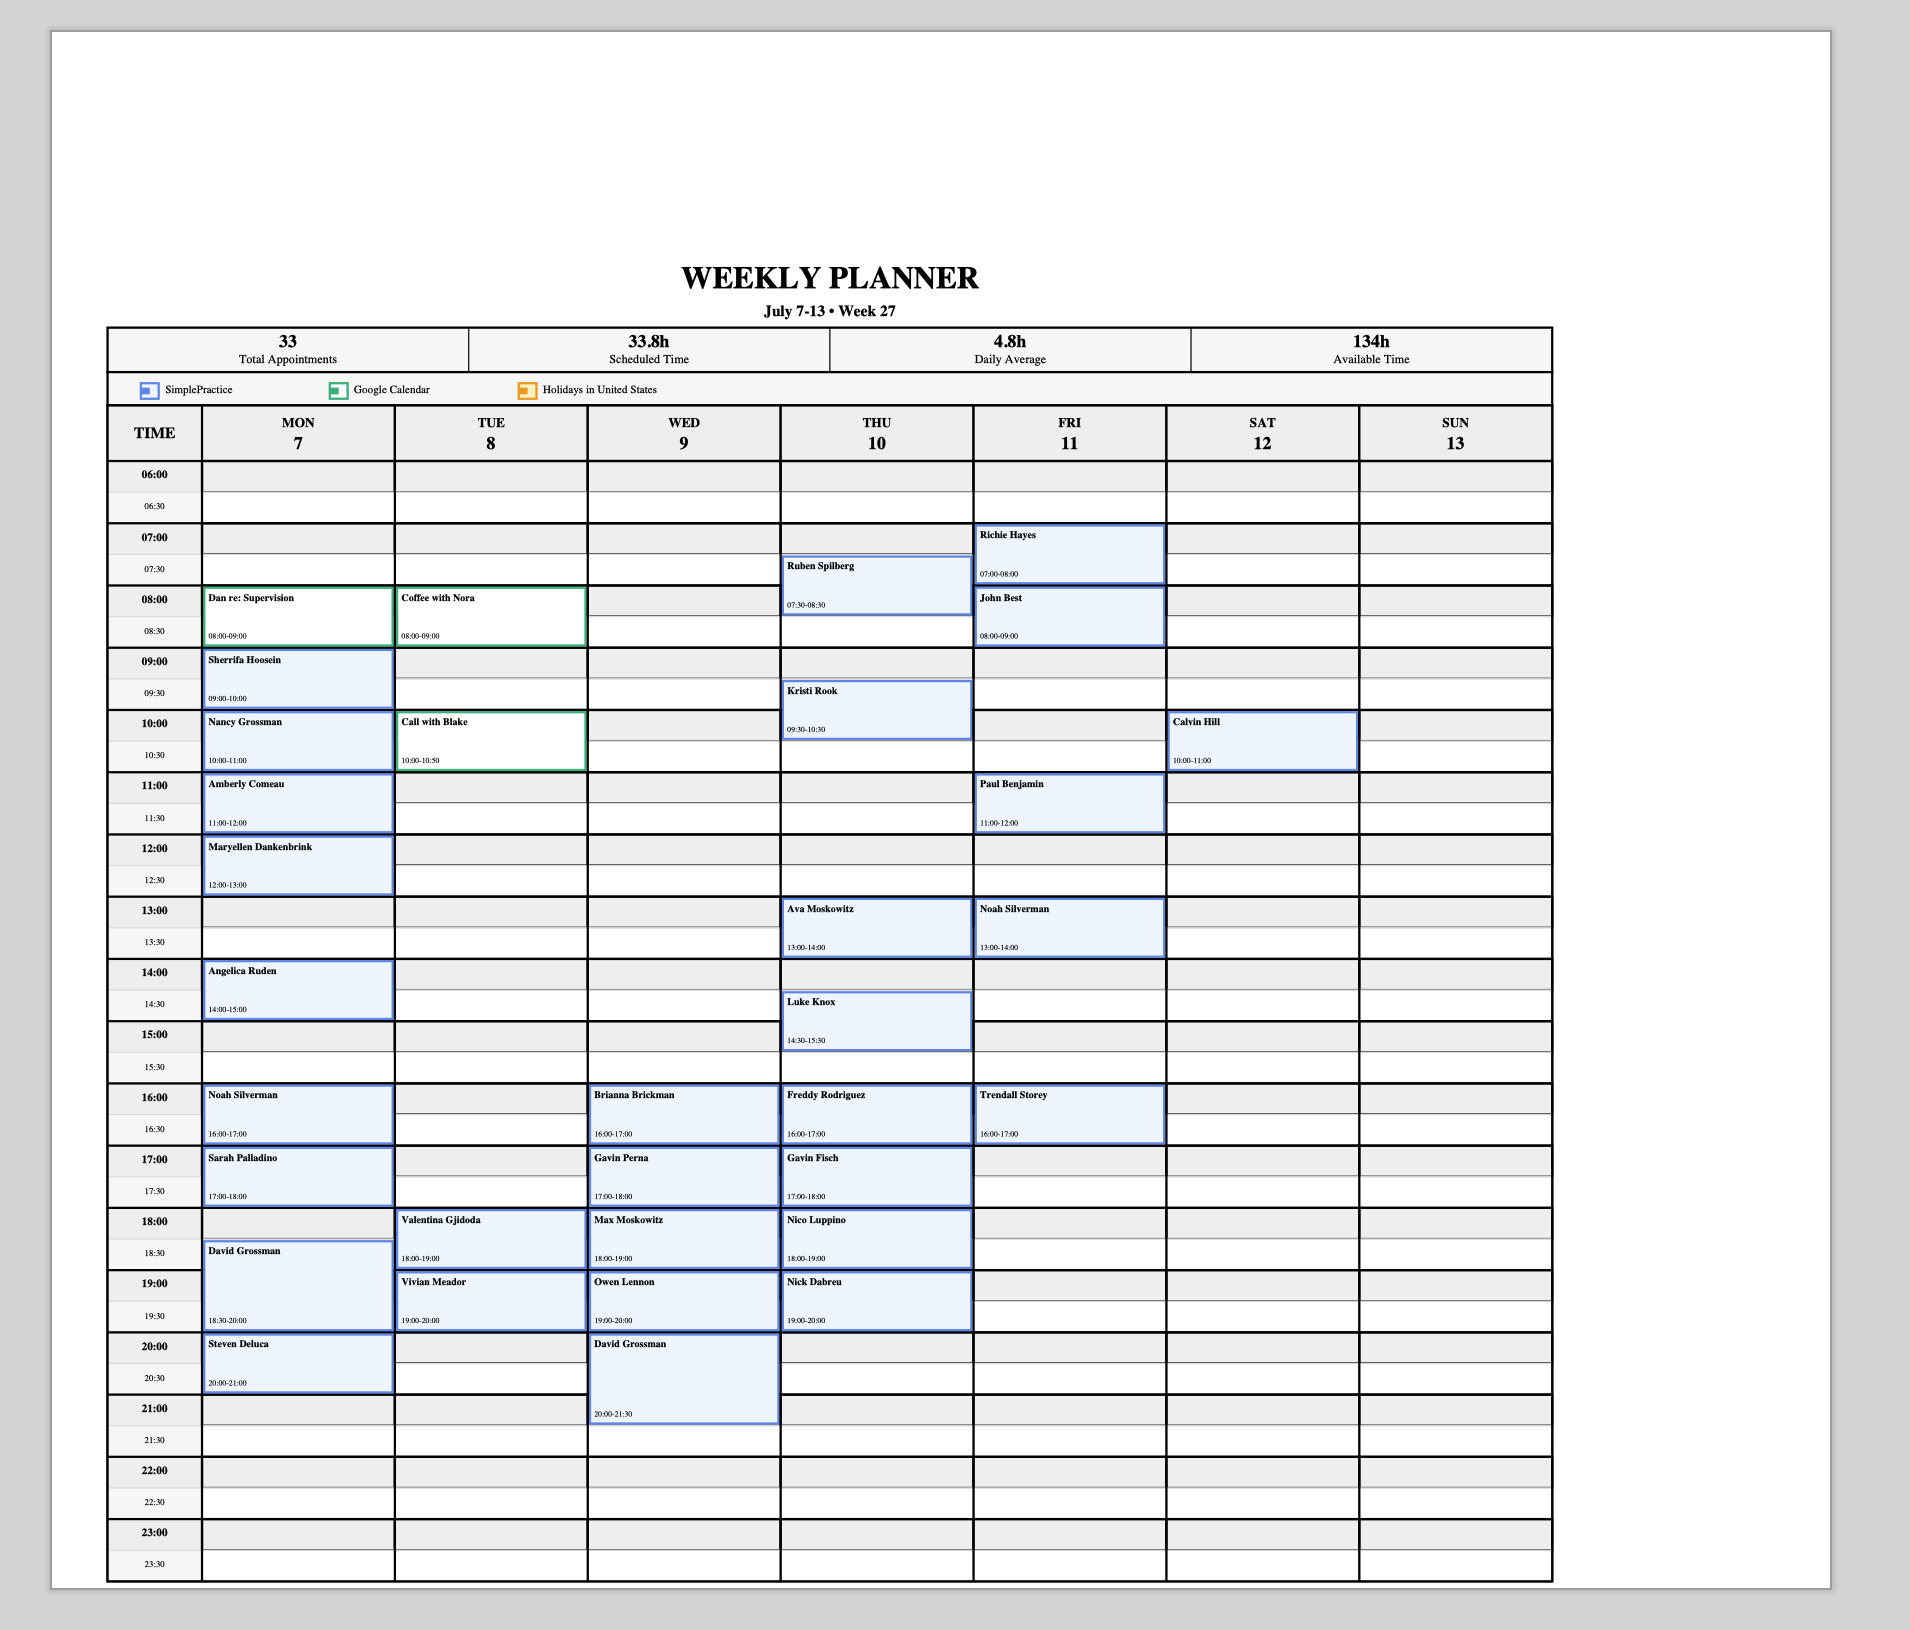 WEEKLY PLANNER
July 7-13 • Week 27
33 33.8h 4.8h 134h
Total Appointments Scheduled Time Daily Average Available Time
SimplePractice Google Calendar Holidays in United States
TIME MON TUE WED THU FRI SAT SUN
7 8 9 10 11 12 13
06:00
06:30
07:00 Richie Hayes
07:30 Ruben Spilberg 07:00-08:00
08:00 Dan re: Supervision Coffee with Nora 07:30-08:30 John Best
08:30 08:00-09:00 08:00-09:00 08:00-09:00
09:00 Sherrifa Hoosein
09:30 09:00-10:00 Kristi Rook
10:00 Nancy Grossman Call with Blake 09:30-10:30 Calvin Hill
10:30 10:00-11:00 10:00-10:50 10:00-11:00
11:00 Amberly Comeau Paul Benjamin
11:30 11:00-12:00 11:00-12:00
12:00 Maryellen Dankenbrink
12:30 12:00-13:00
13:00 Ava Moskowitz Noah Silverman
13:30 13:00-14:00 13:00-14:00
14:00 Angelica Ruden
14:30 14:00-15:00 Luke Knox
15:00 14:30-15:30
15:30
16:00 Noah Silverman Brianna Brickman Freddy Rodriguez Trendall Storey
16:30 16:00-17:00 16:00-17:00 16:00-17:00 16:00-17:00
17:00 Sarah Palladino Gavin Perna Gavin Fisch
17:30 17:00-18:00 17:00-18:00 17:00-18:00
18:00 Valentina Gjidoda Max Moskowitz Nico Luppino
18:30 David Grossman 18:00-19:00 18:00-19:00 18:00-19:00
19:00 Vivian Meador Owen Lennon Nick Dabreu
19:30 18:30-20:00 19:00-20:00 19:00-20:00 19:00-20:00
20:00 Steven Deluca David Grossman
20:30 20:00-21:00
21:00 20:00-21:30
21:30
22:00
22:30
23:00
23:30